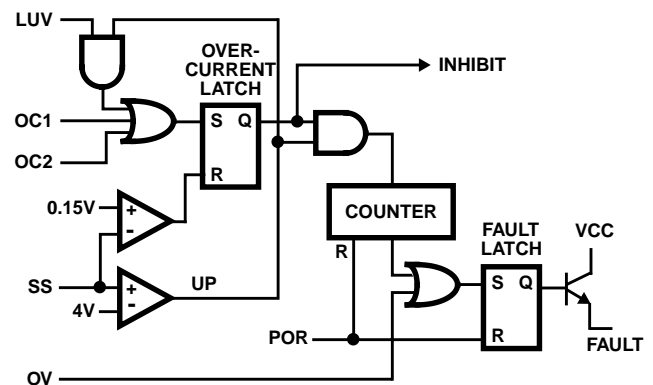 LUV
OVER-
CURRENT
LATCH
INHIBIT
OC1
S Q
OC2
R
0.15V
+
-
COUNTER
R
FAULT
LATCH
VCC
SS
+
-
4V
UP
S Q
R
POR
FAULT
OV